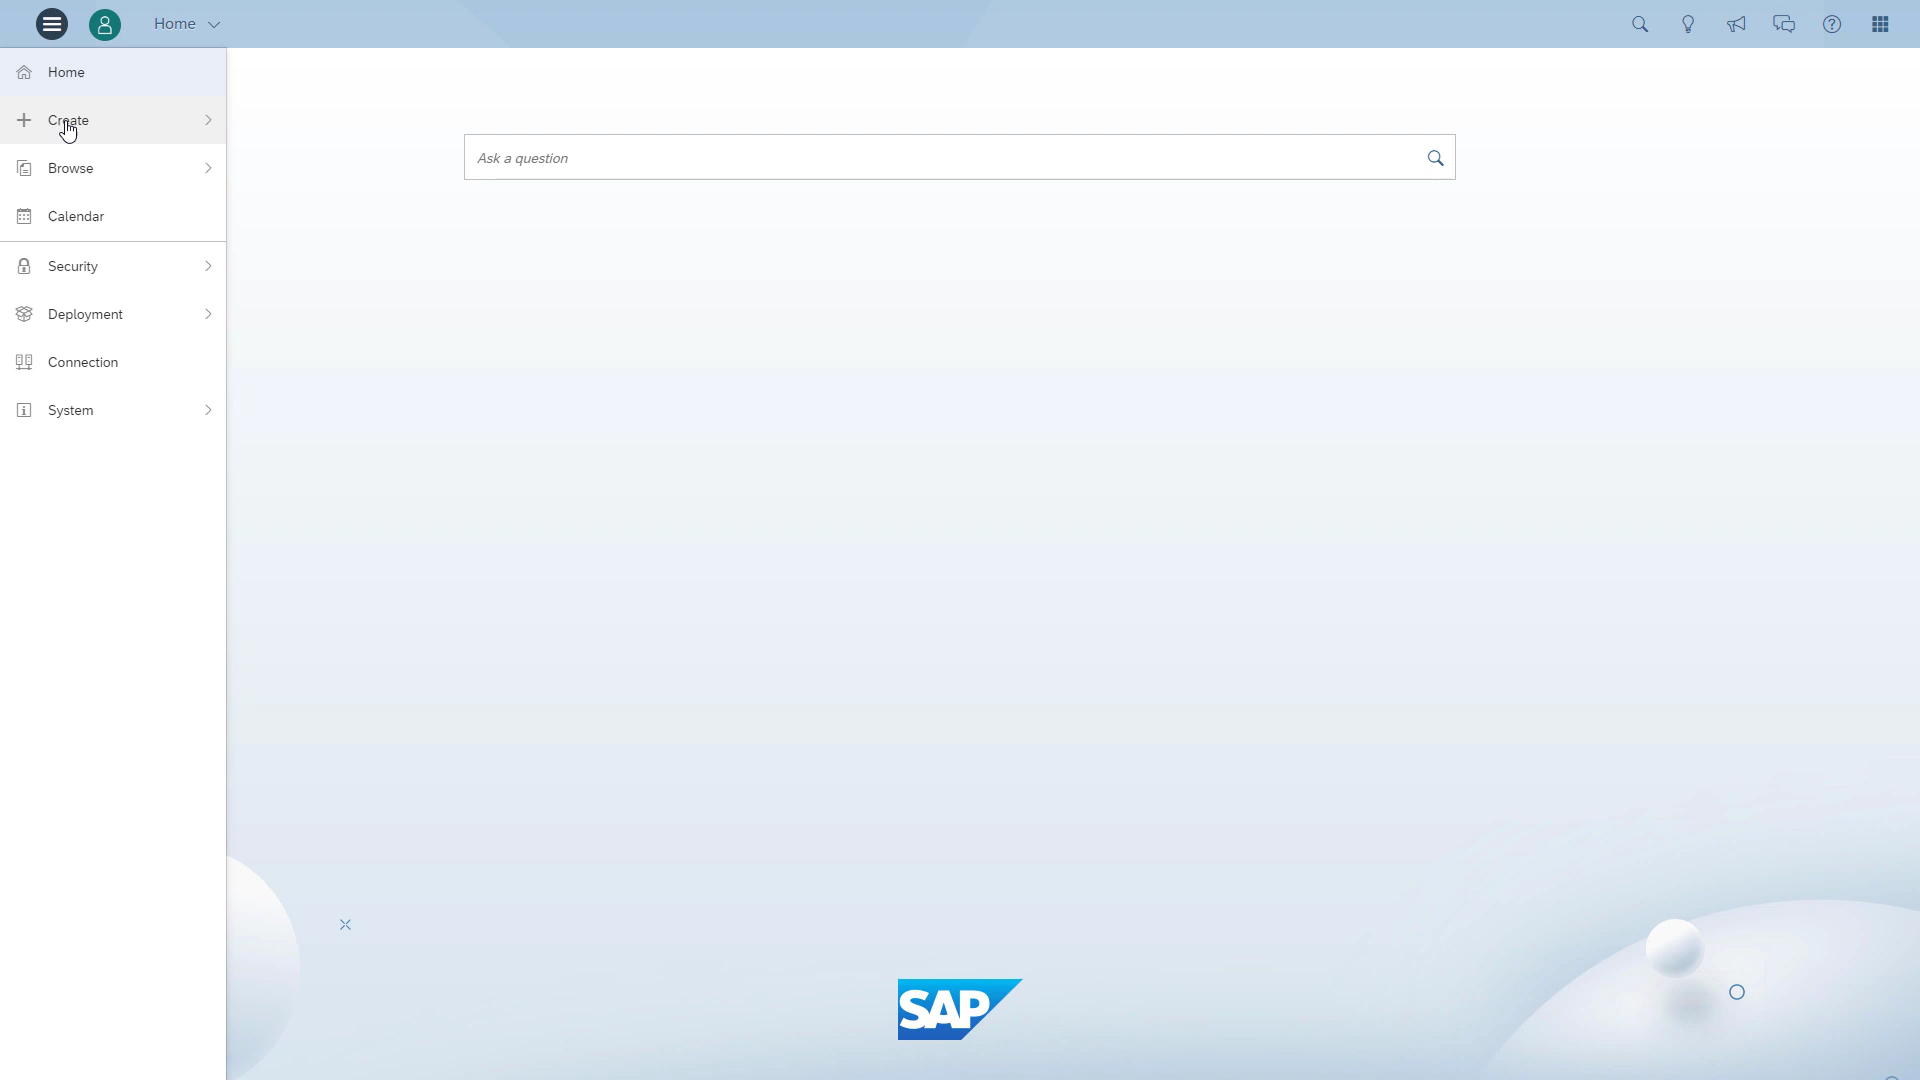 Home
Home
Create
Browse
Calendar
Security
Deployment
Connection
System
Ask a question
SAP